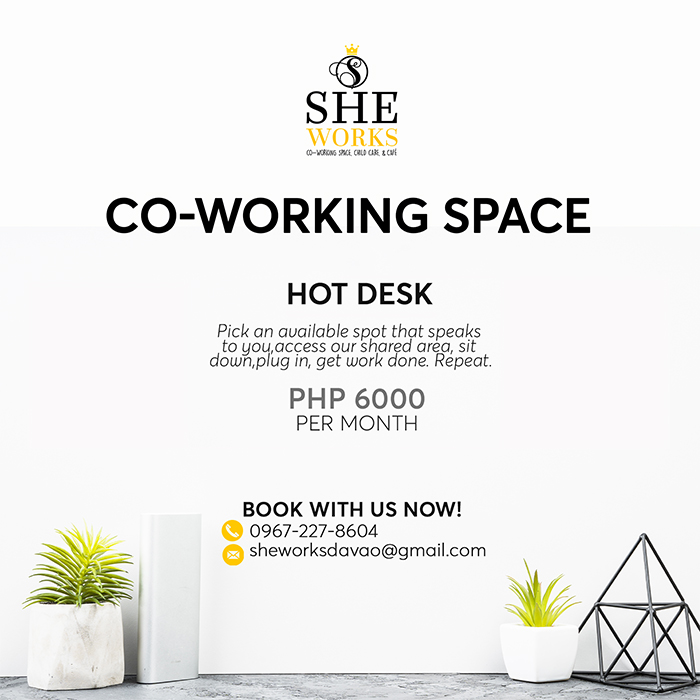 S
SHE
WORKS
CO-WORKING SPACE, CHILD CARE, & CAFÉ
CO-WORKING SPACE
HOT DESK
Pick an available spot that speaks
to you,access our shared area, sit
down,plug in, get work done. Repeat.
PHP 6000
PER MONTH
BOOK WITH US NOW!
0967-227-8604
sheworksdavao@gmail.com